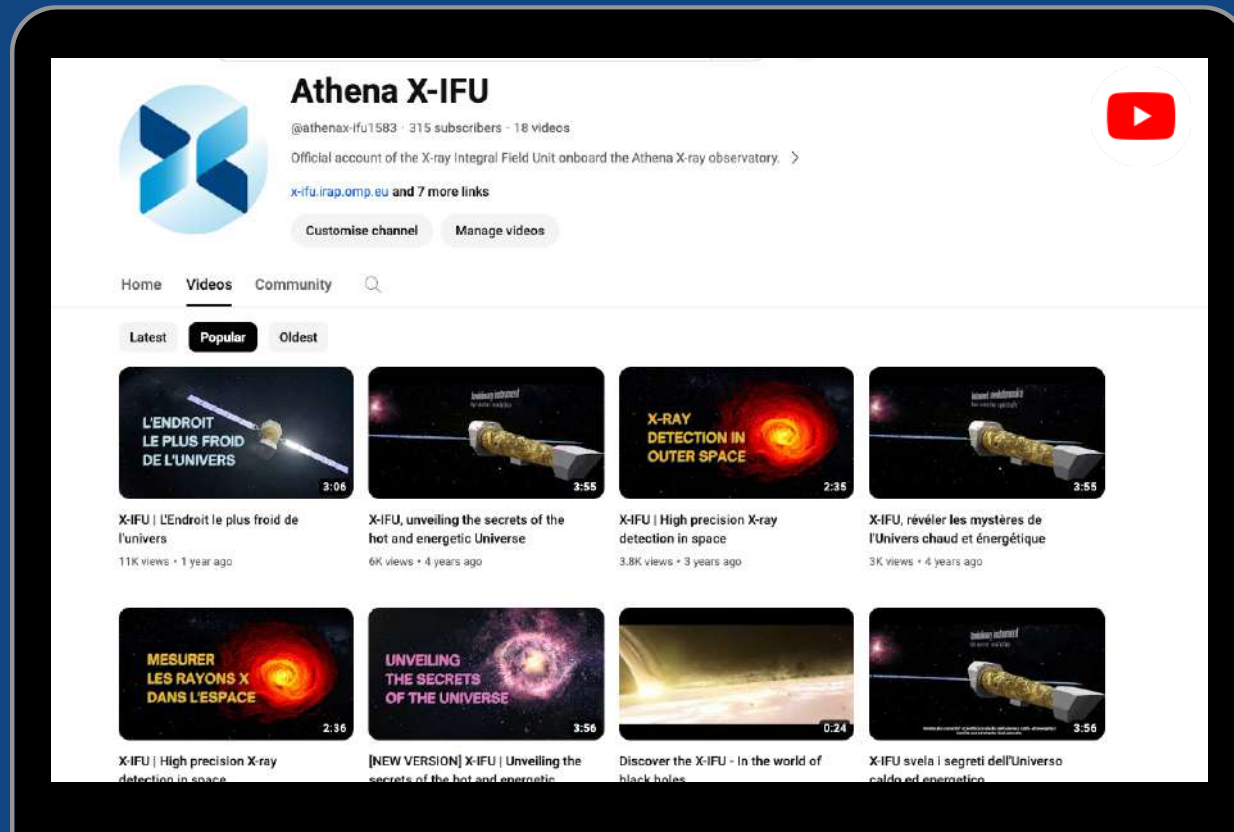 Athena X-IFU
@athenax-ifu1583 · 315 subscribers · 18 videos
Official account of the X-ray Integral Field Unit onboard the Athena X-ray observatory.
x-ifu.irap.omp.eu and 7 more links
Customise channel Manage videos
Home Videos Community
Latest Popular Oldest
L'ENDROIT
LE PLUS FROID
DE L'UNIVERS
3:06
3:55
X-RAY
DETECTION IN
OUTER SPACE
2:35
3:55
X-IFU | L'Endroit le plus froid de
l'univers
11K views • 1 year ago
X-IFU, unveiling the secrets of the
hot and energetic Universe
6K views • 4 years ago
X-IFU | High precision X-ray
detection in space
3.8K views • 3 years ago
X-IFU, révéler les mystères de
l'Univers chaud et énergétique
3K views • 4 years ago
MESURER
LES RAYONS X
DANS L'ESPACE
2:36
UNVEILING
THE SECRETS
OF THE UNIVERSE
3:56
0:24
3:56
X-IFU | High precision X-ray
detection in space
[NEW VERSION] X-IFU | Unveiling the
secrets of the hot and energetic
Discover the X-IFU - In the world of
black holes
X-IFU svela i segreti dell'Universo
caldo ed energetico